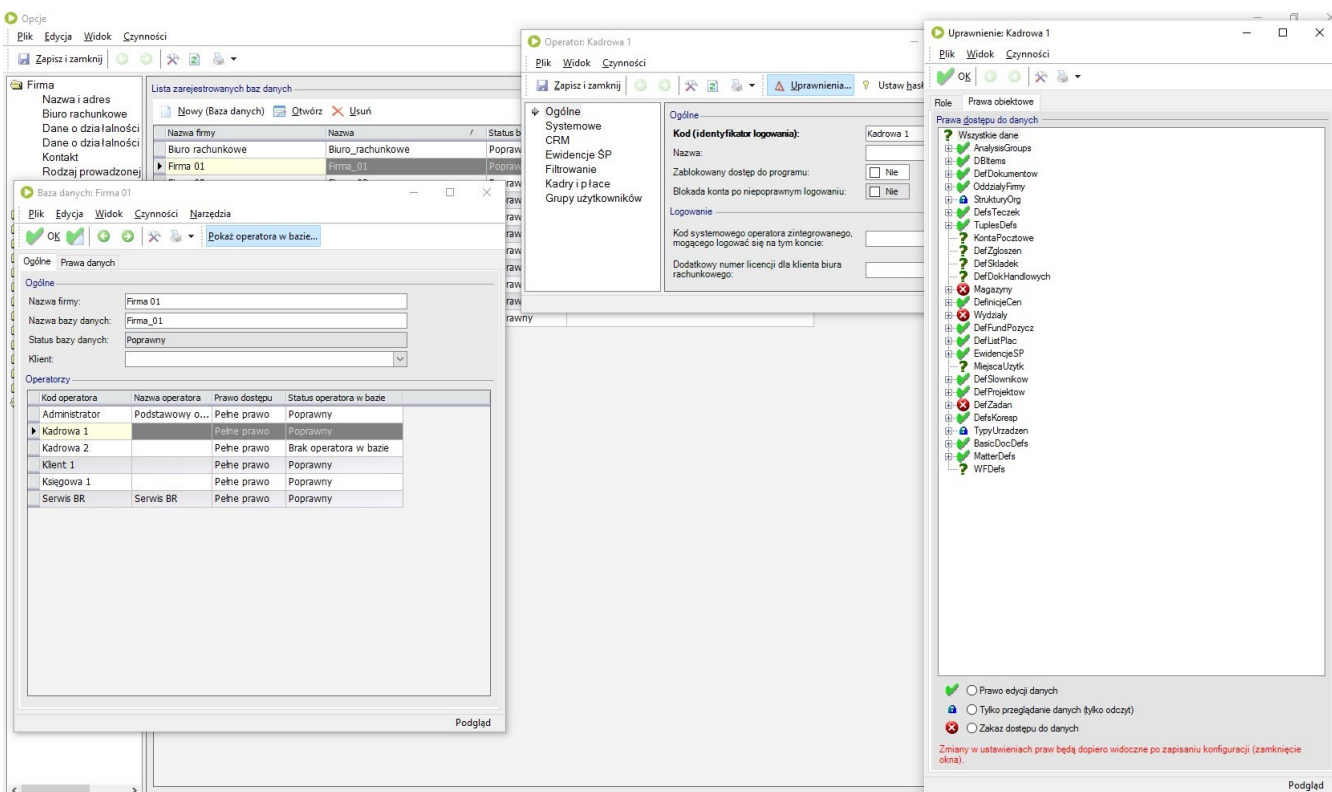 Opcje
Plik Edycja Widok Czynności
Zapisz i zamknij
Firma
Nazwa i adres
Biuro rachunkowe
Dane o działalności
Dane o działalności
Kontakt
Rodzaj prowadzonej
Lista zarejestrowanych baz danych
Nowy (Baza danych) Otwórz Usuń
Nazwa firmy Nazwa / Status b
Biuro rachunkowe Biuro_rachunkowe Popraw
Firma 01 Firma_01 Popraw
rawny
Baza danych: Firma 01
Plik Edycja Widok Czynności Narzędzia
OK Pokaż operatora w bazie...
Ogólne Prawa danych
Ogólne
Nazwa firmy: Firma 01
Nazwa bazy danych: Firma_01
Status bazy danych: Poprawny
Klient:
Operatorzy
Kod operatora Nazwa operatora Prawo dostępu Status operatora w bazie
Administrator Podstawowy o... Pełne prawo Poprawny
Kadrowa 1 Pełne prawo Poprawny
Kadrowa 2 Pełne prawo Brak operatora w bazie
Klient 1 Pełne prawo Poprawny
Księgowa 1 Pełne prawo Poprawny
Serwis BR Serwis BR Pełne prawo Poprawny
Podgląd
Operator: Kadrowa 1
Plik Widok Czynności
Zapisz i zamknij Uprawnienia... Ustaw hasł
Ogólne
Systemowe
CRM
Ewidencje ŚP
Filtrowanie
Kadry i płace
Grupy użytkowników
Ogólne
Kod (identyfikator logowania): Kadrowa 1
Nazwa:
Zablokowany dostęp do programu: Nie
Blokada konta po niepoprawnym logowaniu: Nie
Logowanie
Kod systemowego operatora zintegrowanego,
mogącego logować się na tym koncie:
Dodatkowy numer licencji dla klienta biura
rachunkowego:
Uprawnienie: Kadrowa 1
Plik Widok Czynności
OK
Role Prawa obiektowe
Prawa dostępu do danych
Wszystkie dane
AnalysisGroups
DBItems
DefDokumentow
OddzialyFirmy
StrukturyOrg
DefsTeczek
TuplesDefs
KontaPocztowe
DefZgloszen
DefSkladek
DefDokHandlowych
Magazyny
DefinicjeCen
Wydzialy
DefFundPozycz
DefListPlac
EwidencjeSP
MiejscaUzytk
DefSlownikow
DefProjektow
DefZadan
DefsKoresp
TypyUrzadzen
BasicDocDefs
MatterDefs
WFDefs
Prawo edycji danych
Tylko przeglądanie danych (tylko odczyt)
Zakaz dostępu do danych
Zmiany w ustawieniach praw będą dopiero widoczne po zapisaniu konfiguracji (zamknięcie
okna).
Podgląd